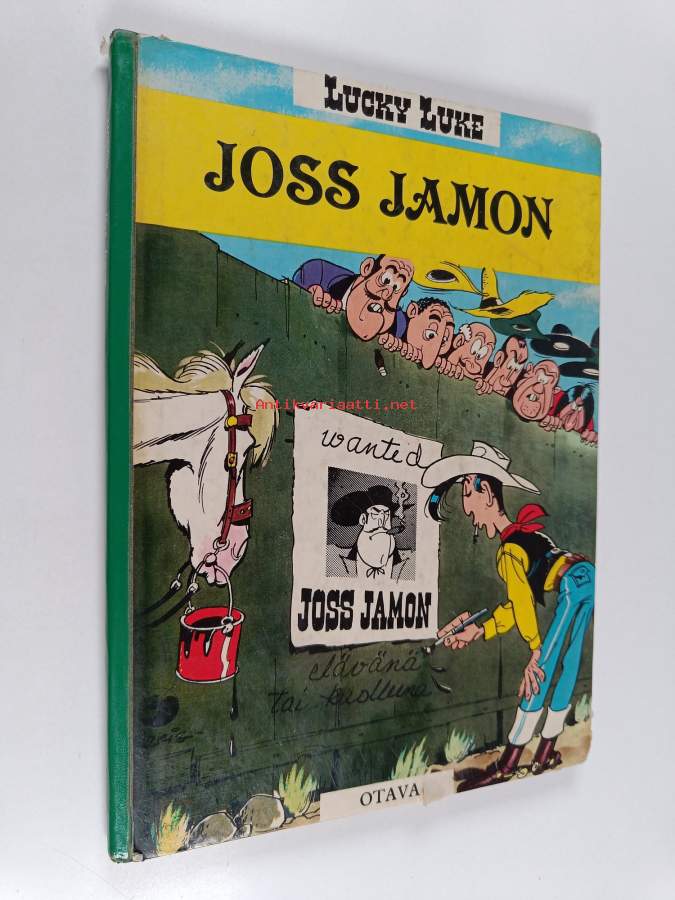 LUCKY LUKE
JOSS JAMON
Antikvariaatti.net
wanted
JOSS JAMON
elävänä
tai kuolleena
OTAVA